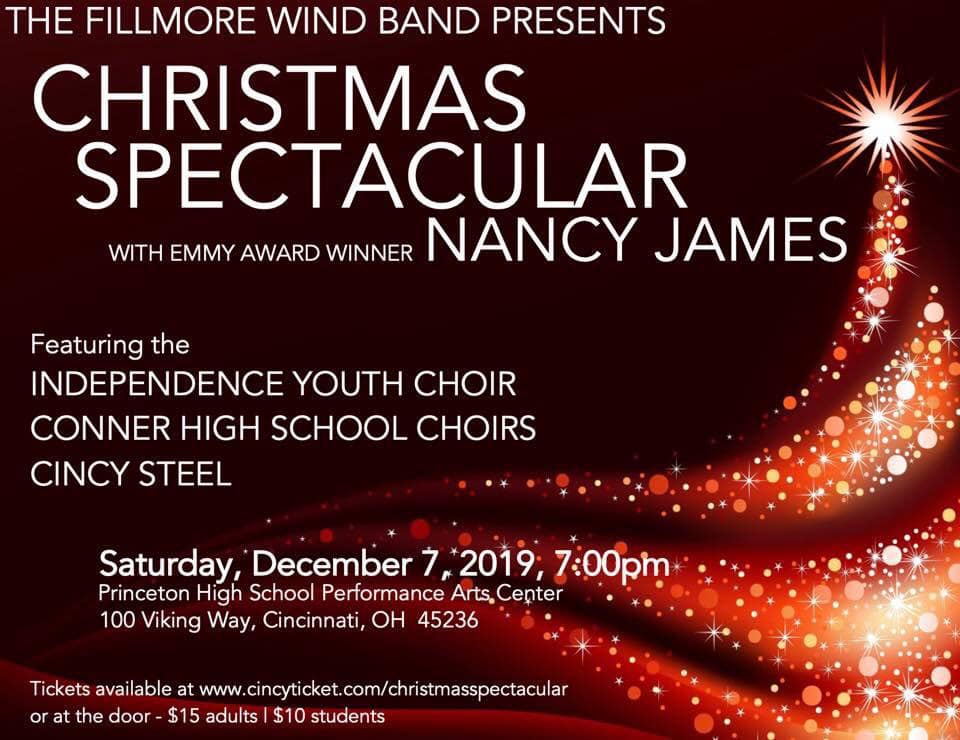 THE FILLMORE WIND BAND PRESENTS
CHRISTMAS
SPECTACULAR
WITH EMMY AWARD WINNER NANCY JAMES
Featuring the
INDEPENDENCE YOUTH CHOIR
CONNER HIGH SCHOOL CHOIRS
CINCY STEEL
Saturday, December 7, 2019, 7:00pm
Princeton High School Performance Arts Center
100 Viking Way, Cincinnati, OH 45236
Tickets available at www.cincyticket.com/christmasspectacular
or at the door - $15 adults | $10 students